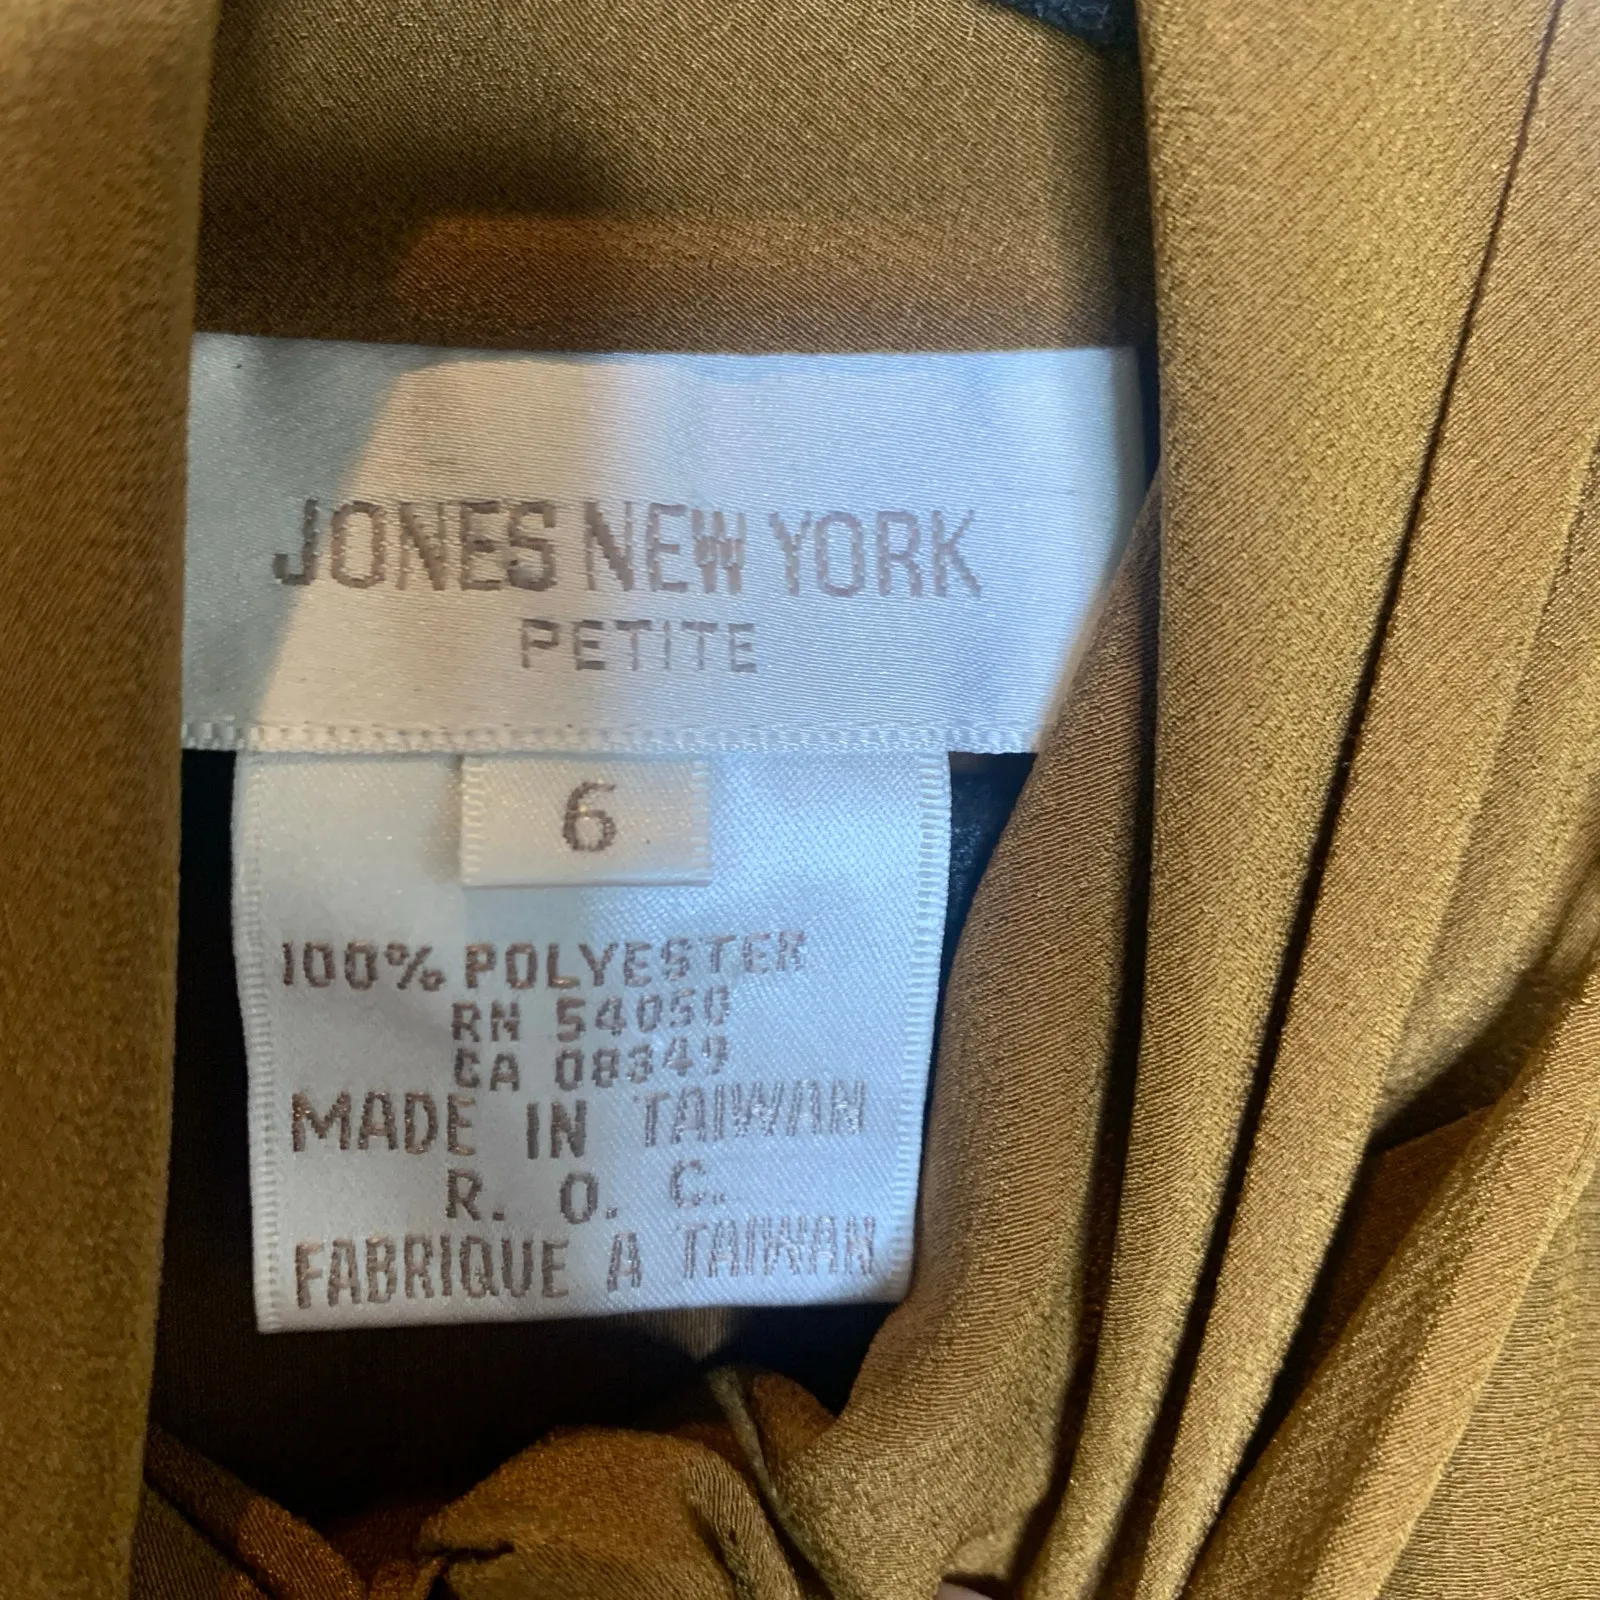 JONES NEW YORK
PETITE
6
100% POLYESTER
RN 54050
CA 08349
MADE IN TAIWAN
R. O. C.
FABRIQUE A TAIWAN